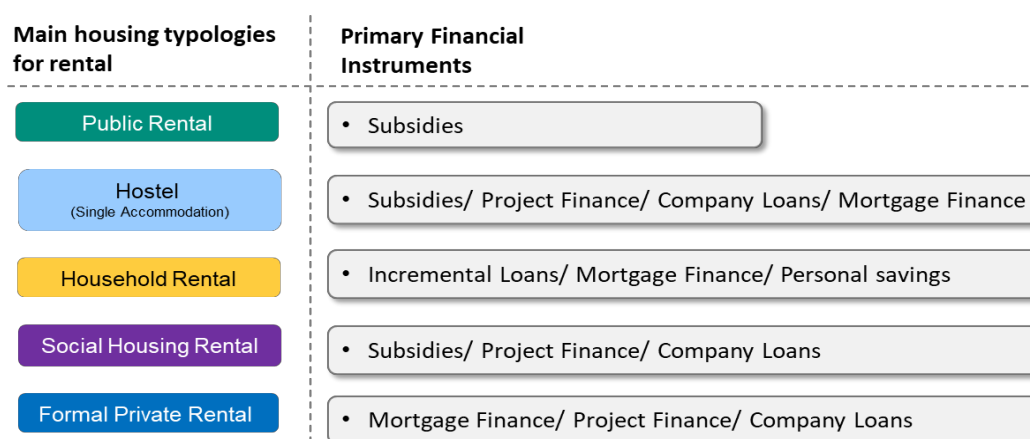 Main housing typologies
for rental
Primary Financial
Instruments
Public Rental
• Subsidies
Hostel
(Single Accommodation)
• Subsidies/ Project Finance/ Company Loans/ Mortgage Finance
Household Rental
• Incremental Loans/ Mortgage Finance/ Personal savings
Social Housing Rental
• Subsidies/ Project Finance/ Company Loans
Formal Private Rental
• Mortgage Finance/ Project Finance/ Company Loans